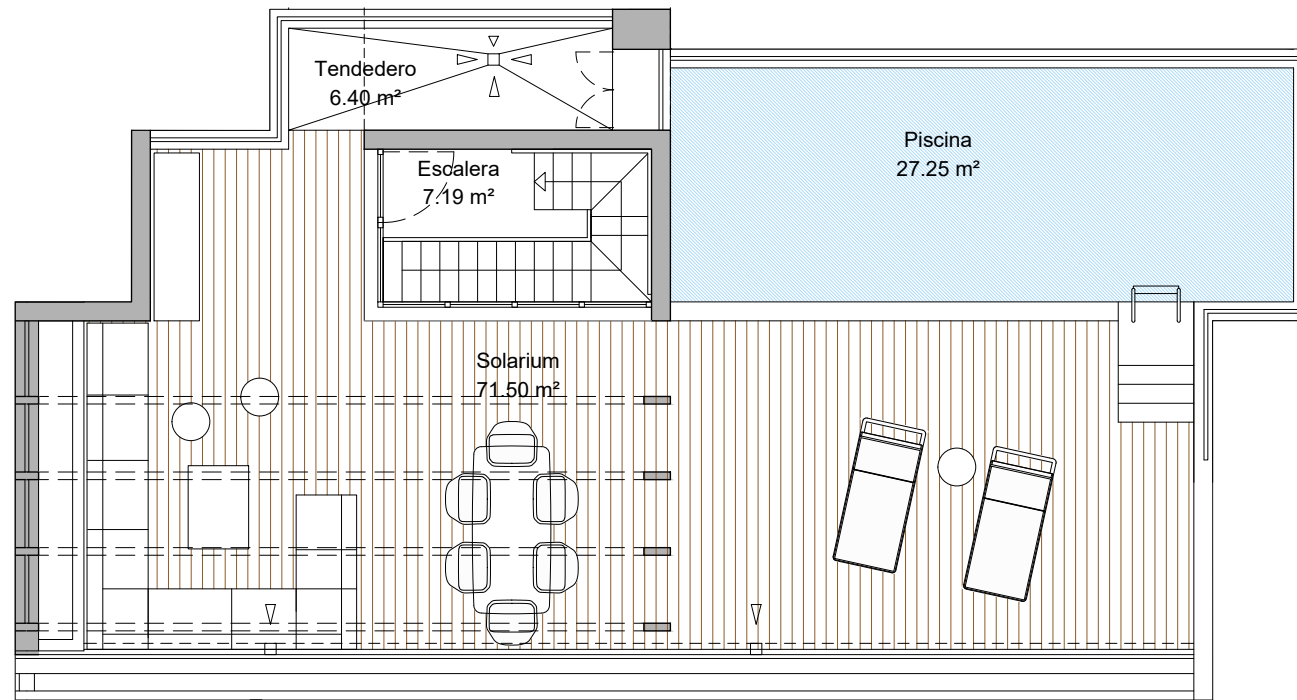 Tendedero
6.40 m²
Escalera
7.19 m²
Piscina
27.25 m²
Solarium
71.50 m²